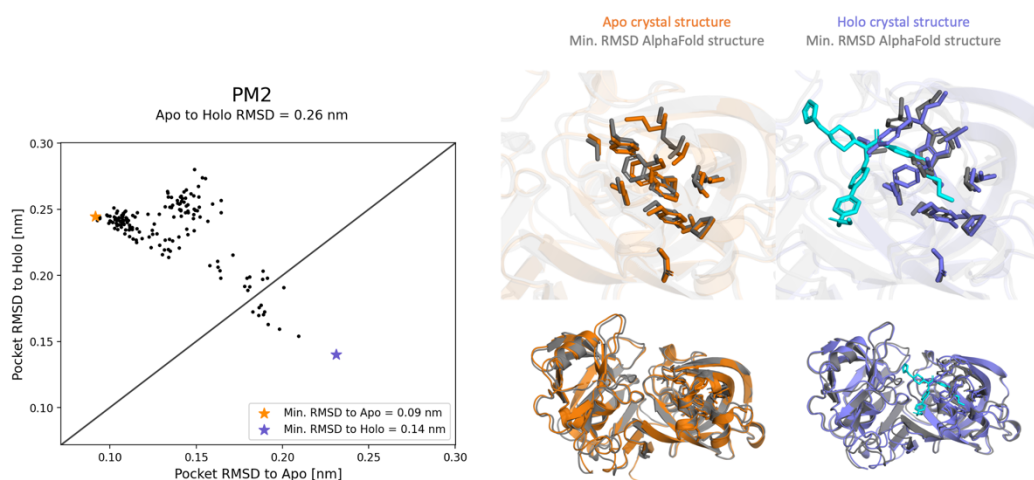 PM2
Apo to Holo RMSD = 0.26 nm
Pocket RMSD to Holo [nm]
0.30
0.25
0.20
0.15
0.10
0.10
0.15
0.20
0.25
0.30
Pocket RMSD to Apo [nm]
Min. RMSD to Apo = 0.09 nm
Min. RMSD to Holo = 0.14 nm
Apo crystal structure
Min. RMSD AlphaFold structure
Holo crystal structure
Min. RMSD AlphaFold structure